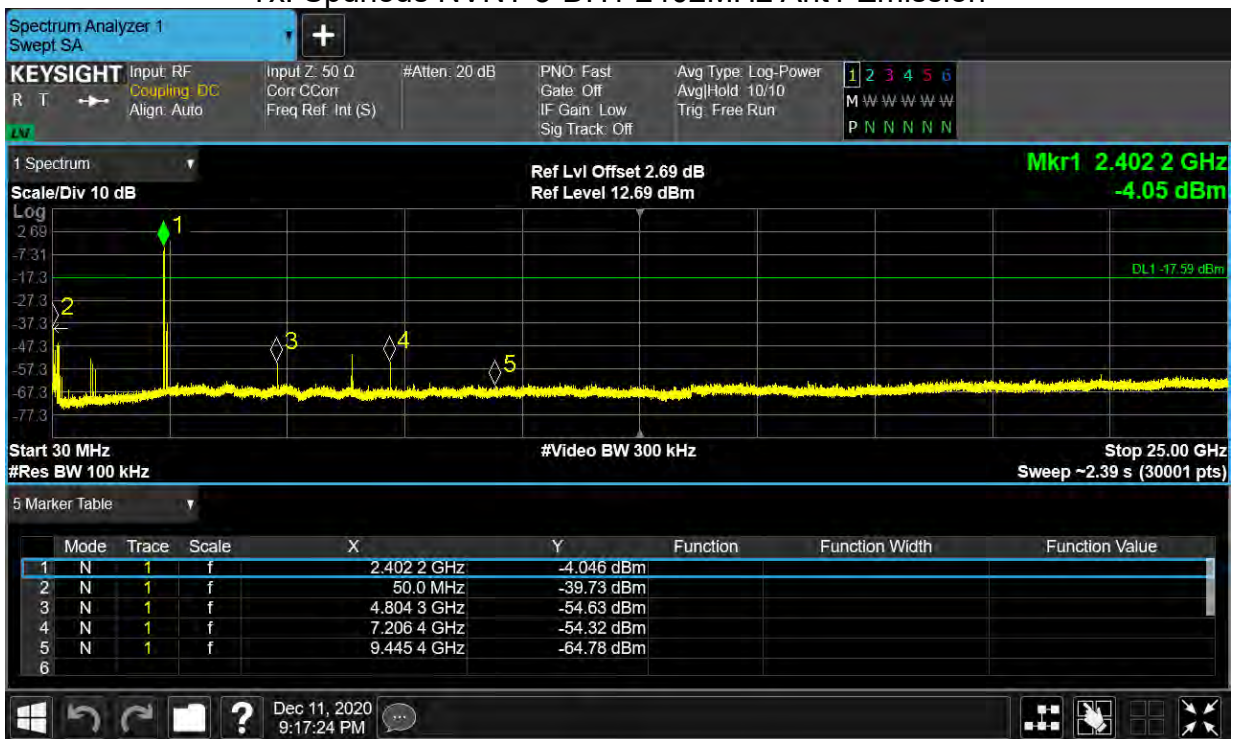 Tx. Spurious NVNT 3-DH1 2402MHz Ant1 Emission
Spectrum Analyzer 1
Swept SA
KEYSIGHT
R T
LXI
Input: RF
Coupling: DC
Align: Auto
Input Z: 50 Ω
Corr CCorr
Freq Ref: Int (S)
#Atten: 20 dB
PNO: Fast
Gate: Off
IF Gain: Low
Sig Track: Off
Avg Type: Log-Power
Avg|Hold: 10/10
Trig: Free Run
1 2 3 4 5 6
M W W W W W
P N N N N N
1 Spectrum
Scale/Div 10 dB
Ref Lvl Offset 2.69 dB
Ref Level 12.69 dBm
Mkr1 2.402 2 GHz
-4.05 dBm
Log
2.69
-7.31
-17.3
-27.3
-37.3
-47.3
-57.3
-67.3
-77.3
1
2
3
4
5
DL1 -17.59 dBm
Start 30 MHz
#Res BW 100 kHz
#Video BW 300 kHz
Stop 25.00 GHz
Sweep ~2.39 s (30001 pts)
5 Marker Table
Mode Trace Scale X Y Function Function Width Function Value
1 N 1 f 2.402 2 GHz -4.046 dBm
2 N 1 f 50.0 MHz -39.73 dBm
3 N 1 f 4.804 3 GHz -54.63 dBm
4 N 1 f 7.206 4 GHz -54.32 dBm
5 N 1 f 9.445 4 GHz -64.78 dBm
6
?
Dec 11, 2020
9:17:24 PM